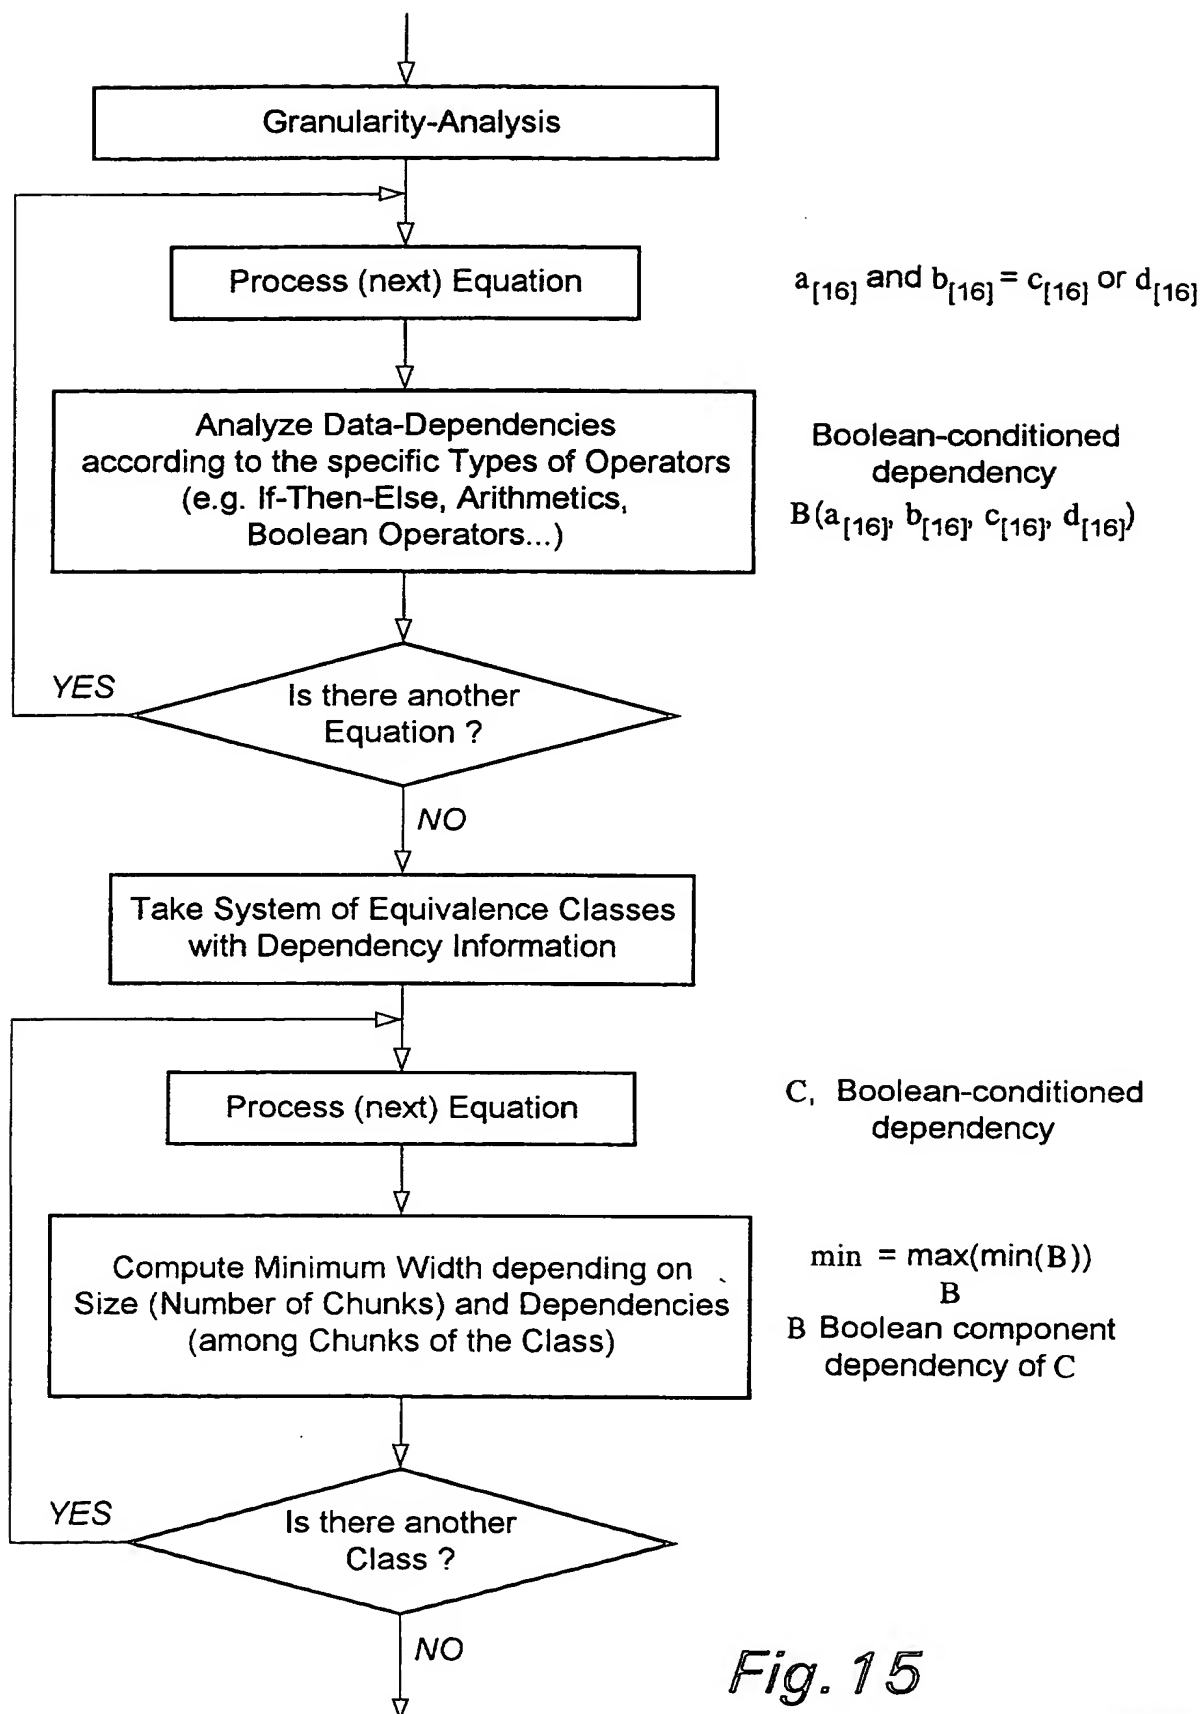 Granularity-Analysis
Process (next) Equation
a[16] and b[16] = c[16] or d[16]
Analyze Data-Dependencies
according to the specific Types of Operators
(e.g. If-Then-Else, Arithmetics,
Boolean Operators...)
Boolean-conditioned
dependency
B(a[16], b[16], c[16], d[16])
YES
Is there another
Equation ?
NO
Take System of Equivalence Classes
with Dependency Information
Process (next) Equation
C, Boolean-conditioned
dependency
Compute Minimum Width depending on
Size (Number of Chunks) and Dependencies
(among Chunks of the Class)
min = max(min(B))
B
B Boolean component
dependency of C
YES
Is there another
Class ?
NO
Fig. 15